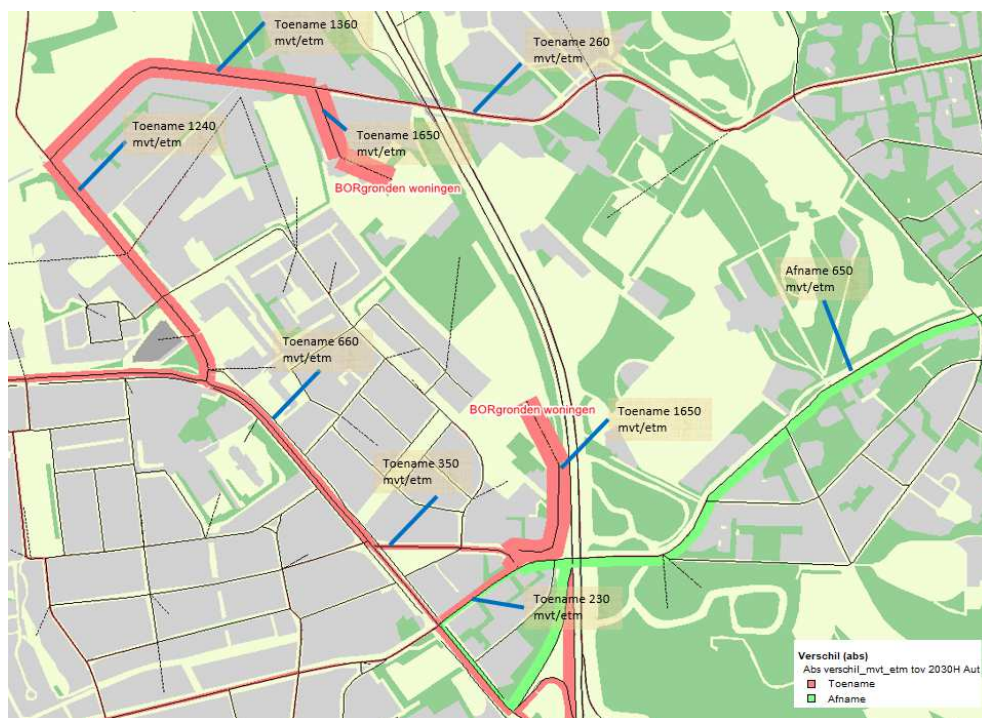 Toename 1360
mvt/etm
Toename 260
mvt/etm
Toename 1240
mvt/etm
Toename 1650
mvt/etm
BORgronden woningen
Afname 650
mvt/etm
Toename 660
mvt/etm
BORgronden woningen
Toename 1650
mvt/etm
Toename 350
mvt/etm
Toename 230
mvt/etm
Verschil (abs)
Abs verschil_mvt_etm tov 2030H Aut
Toename
Afname